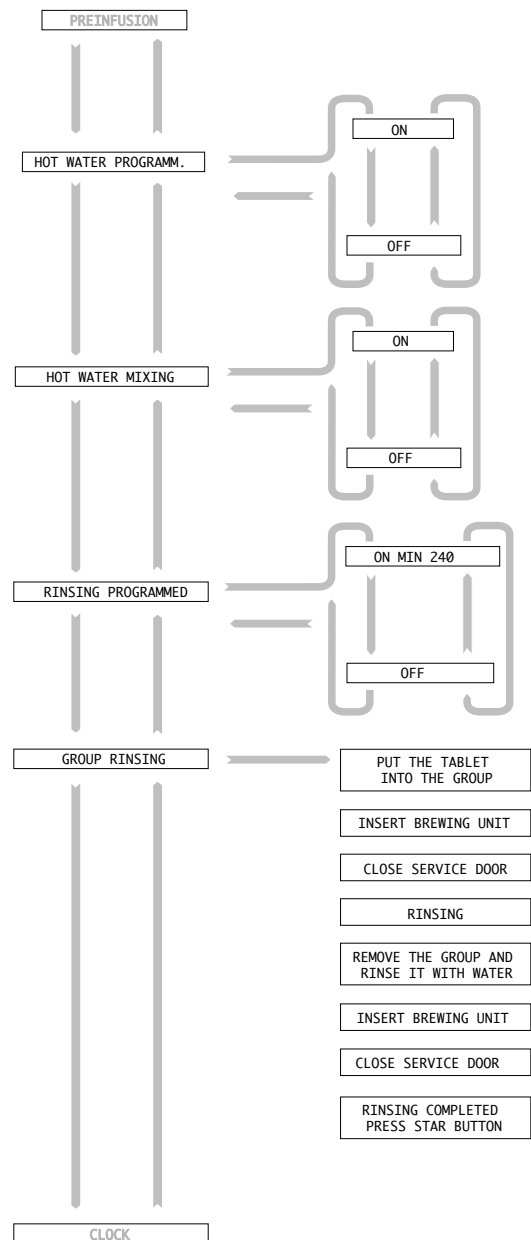 PREINFUSION
ON
HOT WATER PROGRAMM.
OFF
ON
HOT WATER MIXING
OFF
ON MIN 240
RINSING PROGRAMMED
OFF
GROUP RINSING
PUT THE TABLET
INTO THE GROUP
INSERT BREWING UNIT
CLOSE SERVICE DOOR
RINSING
REMOVE THE GROUP AND
RINSE IT WITH WATER
INSERT BREWING UNIT
CLOSE SERVICE DOOR
RINSING COMPLETED
PRESS STAR BUTTON
CLOCK